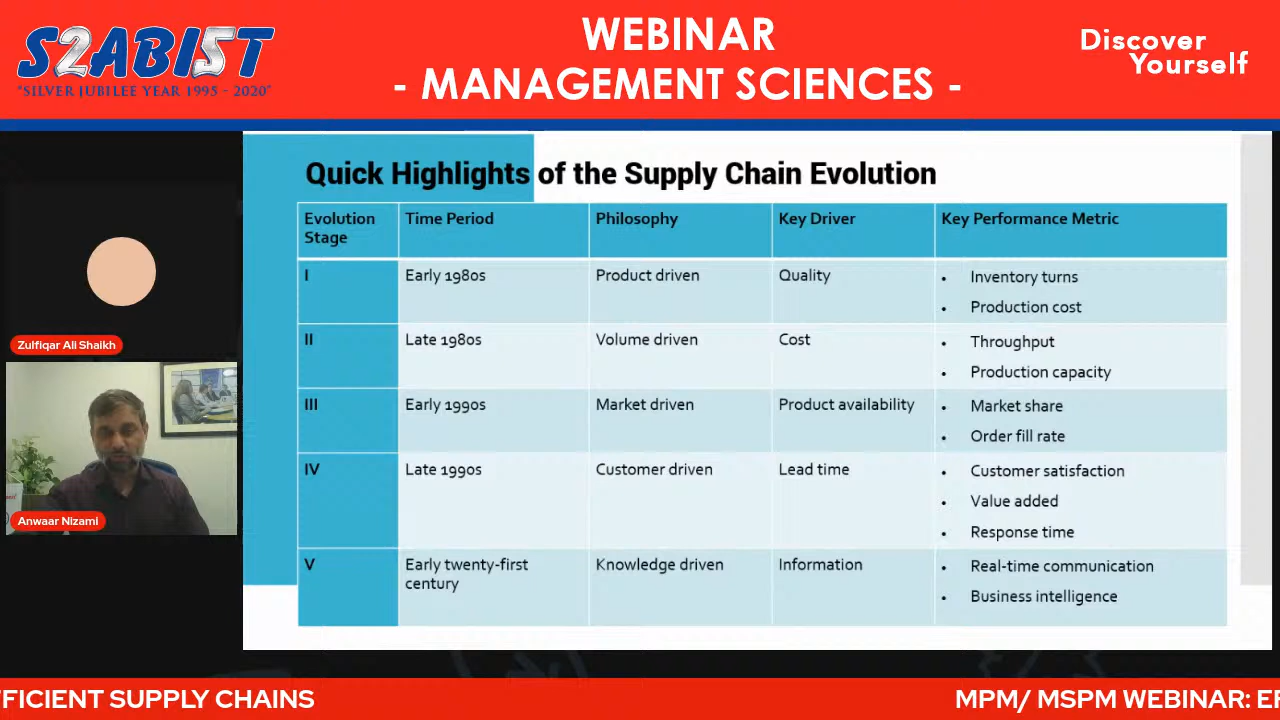 SZABIST
"SILVER JUBILEE YEAR 1995 - 2020"
WEBINAR
- MANAGEMENT SCIENCES -
Discover
Yourself
Zulfiqar Ali Shaikh
Anwaar Nizami
Quick Highlights of the Supply Chain Evolution
Evolution Stage | Time Period | Philosophy | Key Driver | Key Performance Metric
I | Early 1980s | Product driven | Quality | • Inventory turns
• Production cost
II | Late 1980s | Volume driven | Cost | • Throughput
• Production capacity
III | Early 1990s | Market driven | Product availability | • Market share
• Order fill rate
IV | Late 1990s | Customer driven | Lead time | • Customer satisfaction
• Value added
• Response time
V | Early twenty-first century | Knowledge driven | Information | • Real-time communication
• Business intelligence
FFICIENT SUPPLY CHAINS
MPM/ MSPM WEBINAR: EF